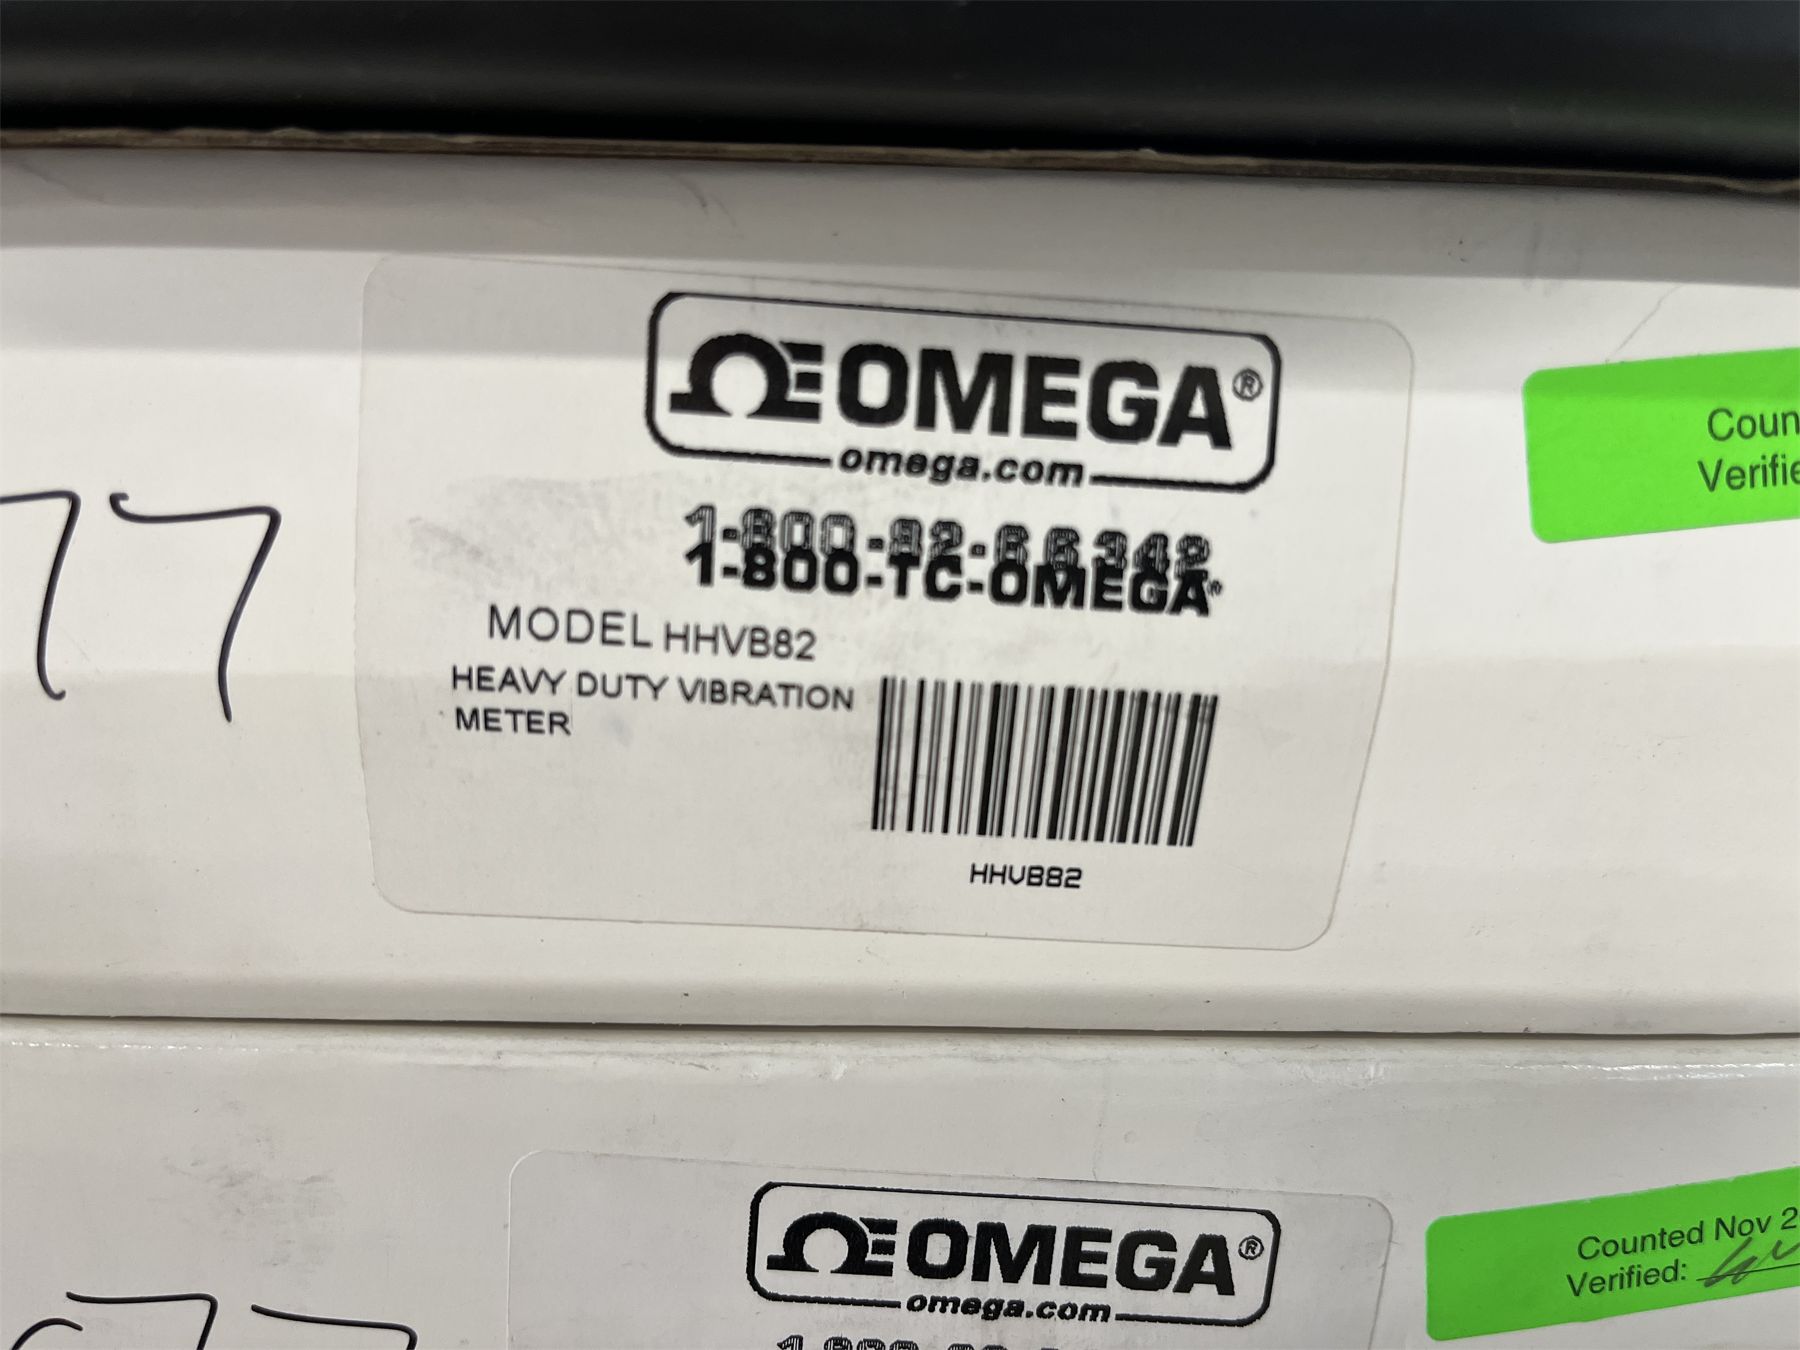 OMEGA®
omega.com
1-800-82-66342
1-800-TC-OMEGA®
MODEL HHVB82
HEAVY DUTY VIBRATION
METER
HHVB82
77
Coun
Verifie
OMEGA®
omega.com
Counted Nov 2
Verified:
77